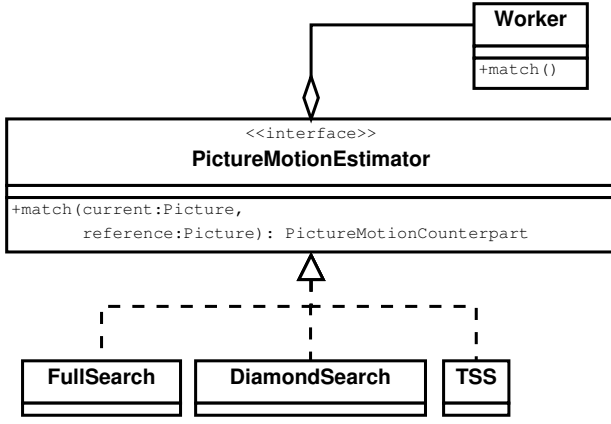 Worker
+match()
<<interface>>
PictureMotionEstimator
+match(current:Picture,
reference:Picture): PictureMotionCounterpart
FullSearch
DiamondSearch
TSS